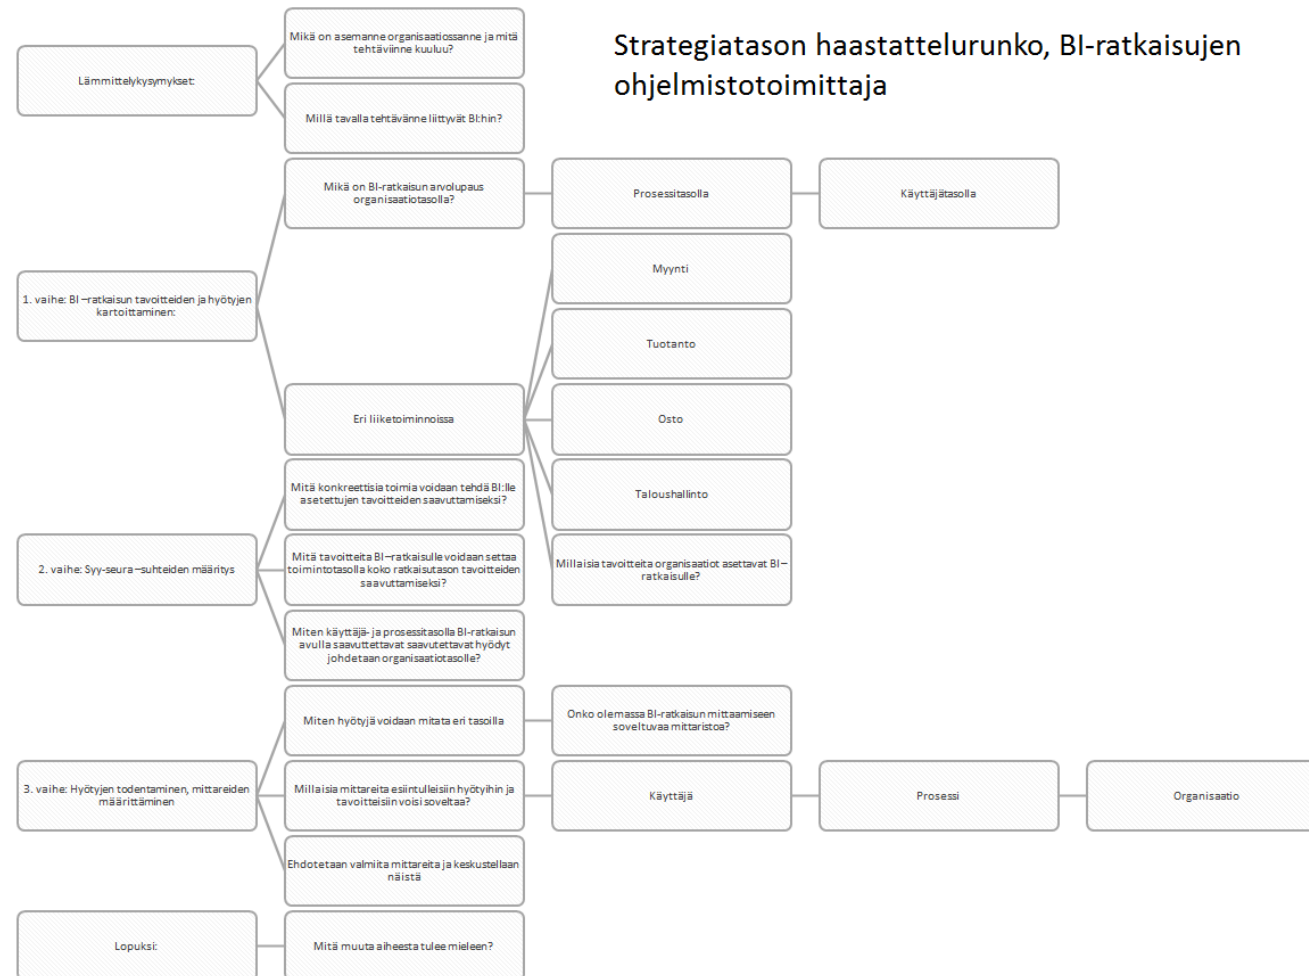 Strategiatason haastattelurunko, BI-ratkaisujen
ohjelmistotoimittaja
Lämmittelykysymykset:
Mikä on asemanne organisaatiossanne ja mitä
tehtäviinne kuuluu?
Millä tavalla tehtävänne liittyvät BI:hin?
1. vaihe: BI –ratkaisun tavoitteiden ja hyötyjen
kartoittaminen:
Mikä on BI-ratkaisun arvolupaus
organisaatiotasolla?
Prosessitasolla
Käyttäjätasolla
Eri liiketoiminnoissa
Myynti
Tuotanto
Osto
Taloushallinto
Millaisia tavoitteita organisaatiot asettavat BI–
ratkaisulle?
2. vaihe: Syy-seura –suhteiden määritys
Mitä konkreettisia toimia voidaan tehdä BI:lle
asetettujen tavoitteiden saavuttamiseksi?
Mitä tavoitteita BI–ratkaisulle voidaan settaa
toimintotasolla koko ratkaisutason tavoitteiden
saavuttamiseksi?
Miten käyttäjä- ja prosessitasolla BI-ratkaisun
avulla saavuttettavat saavutettavat hyödyt
johdetaan organisaatiotasolle?
3. vaihe: Hyötyjen todentaminen, mittareiden
määrittäminen
Miten hyötyjä voidaan mitata eri tasoilla
Onko olemassa BI-ratkaisun mittaamiseen
soveltuvaa mittaristoa?
Millaisia mittareita esiintulleisiin hyötyihin ja
tavoitteisiin voisi soveltaa?
Käyttäjä
Prosessi
Organisaatio
Ehdotetaan valmiita mittareita ja keskustellaan
näistä
Lopuksi:
Mitä muuta aiheesta tulee mieleen?